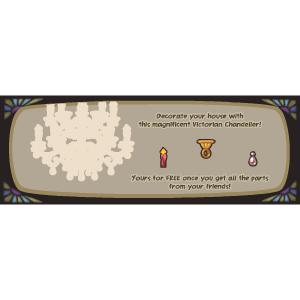 Decorate your house with
this magnificent Victorian Chandelier!
Yours for FREE once you get all the parts
from your friends!